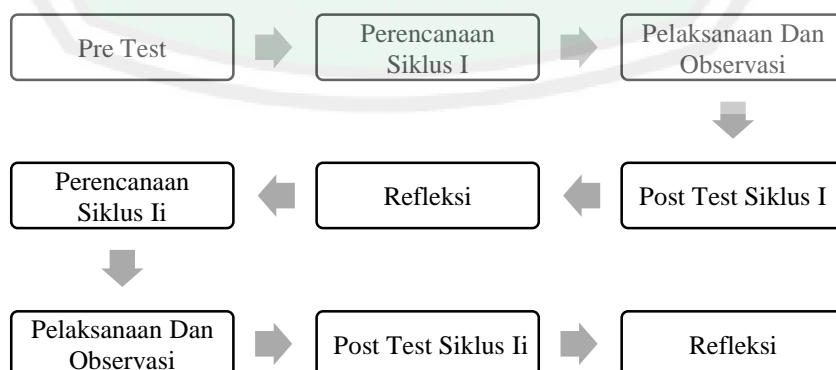 Pre Test
Perencanaan
Siklus I
Pelaksanaan Dan
Observasi
Post Test Siklus I
Refleksi
Perencanaan
Siklus Ii
Pelaksanaan Dan
Observasi
Post Test Siklus Ii
Refleksi